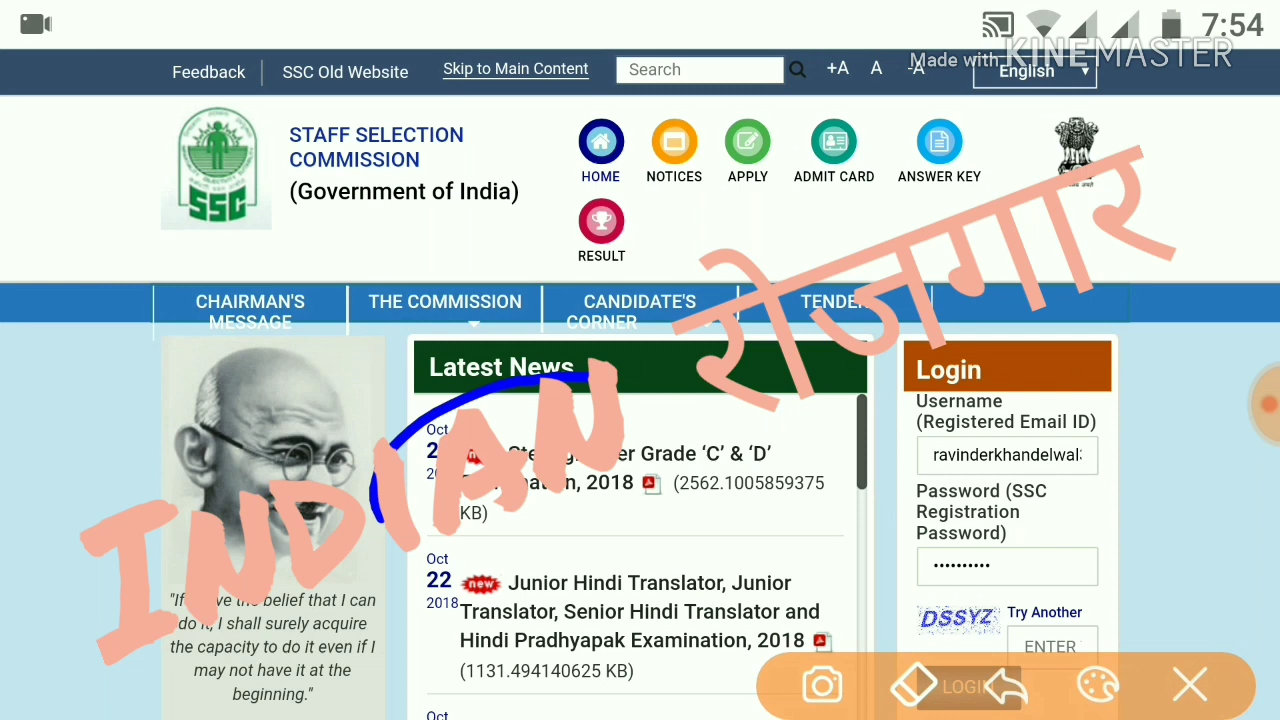 7:54
Made with KINEMASTER
Feedback
SSC Old Website
Skip to Main Content
Search
+A
A
-A
English
SSC
STAFF SELECTION
COMMISSION
(Government of India)
HOME
NOTICES
APPLY
ADMIT CARD
ANSWER KEY
RESULT
CHAIRMAN'S
MESSAGE
THE COMMISSION
CANDIDATE'S
CORNER
INDIAN रोजगार
Latest News
Oct
Grade ‘C’ & ‘D’
2018 (2562.1005859375
KB)
Oct
22
2018
new Junior Hindi Translator, Junior
Translator, Senior Hindi Translator and
Hindi Pradhyapak Examination, 2018
(1131.494140625 KB)
Oct
the belief that I can
do it, I shall surely acquire
the capacity to do it even if I
may not have it at the
beginning."
Login
Username
(Registered Email ID)
ravinderkhandelwal
Password (SSC
Registration
Password)
DSSYZ
Try Another
ENTER
LOGIN